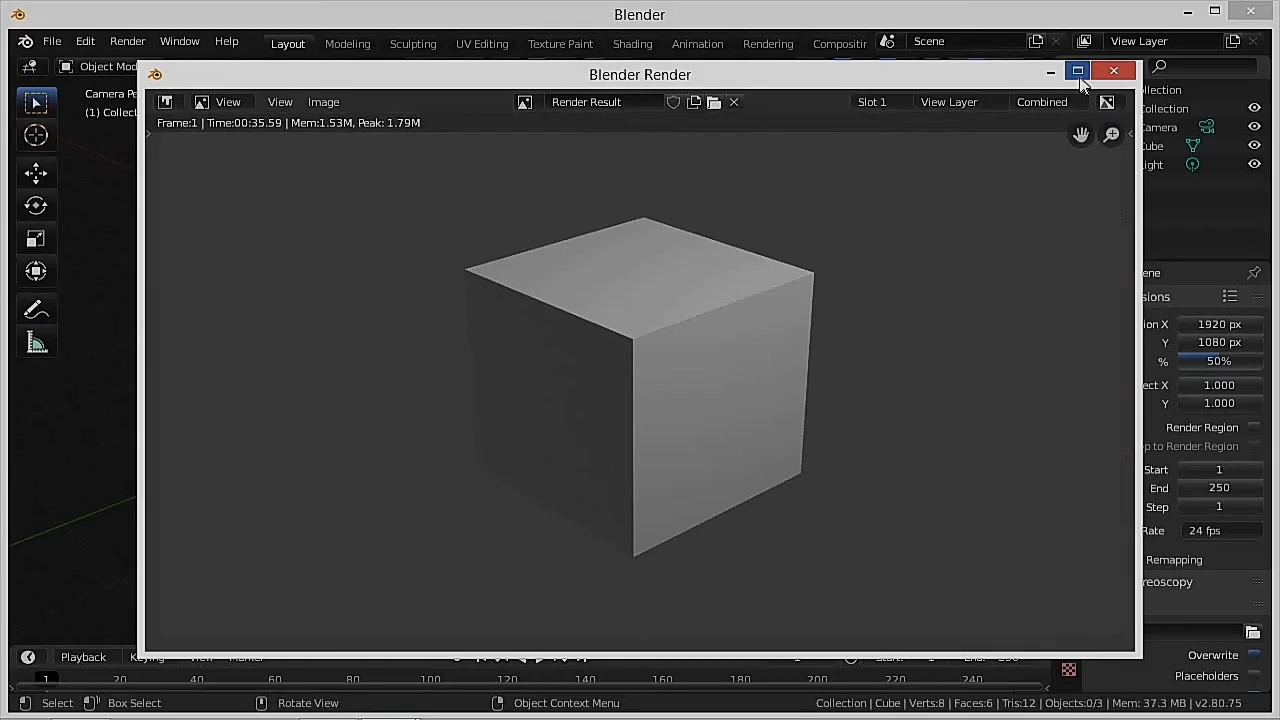 Blender
File Edit Render Window Help Layout Modeling Sculpting UV Editing Texture Paint Shading Animation Rendering Compositir Scene View Layer
Object Mod
Blender Render
Camera Pe
(1) Collect
View View Image Render Result Slot 1 View Layer Combined
Frame:1 | Time:00:35.59 | Mem:1.53M, Peak: 1.79M
ollection
Collection
Camera
Cube
ight
ene
sions
ion X 1920 px
Y 1080 px
% 50%
ect X 1.000
Y 1.000
Render Region
p to Render Region
Start 1
End 250
Step 1
Rate 24 fps
Remapping
reoscopy
Overwrite
Placeholders
Playback Keying View Marker
1 20 40 60 80 100 120 140 160 180 200 220 240
Select Box Select Rotate View Object Context Menu Collection | Cube | Verts:8 | Faces:6 | Tris:12 | Objects:0/3 | Mem: 37.3 MB | v2.80.75